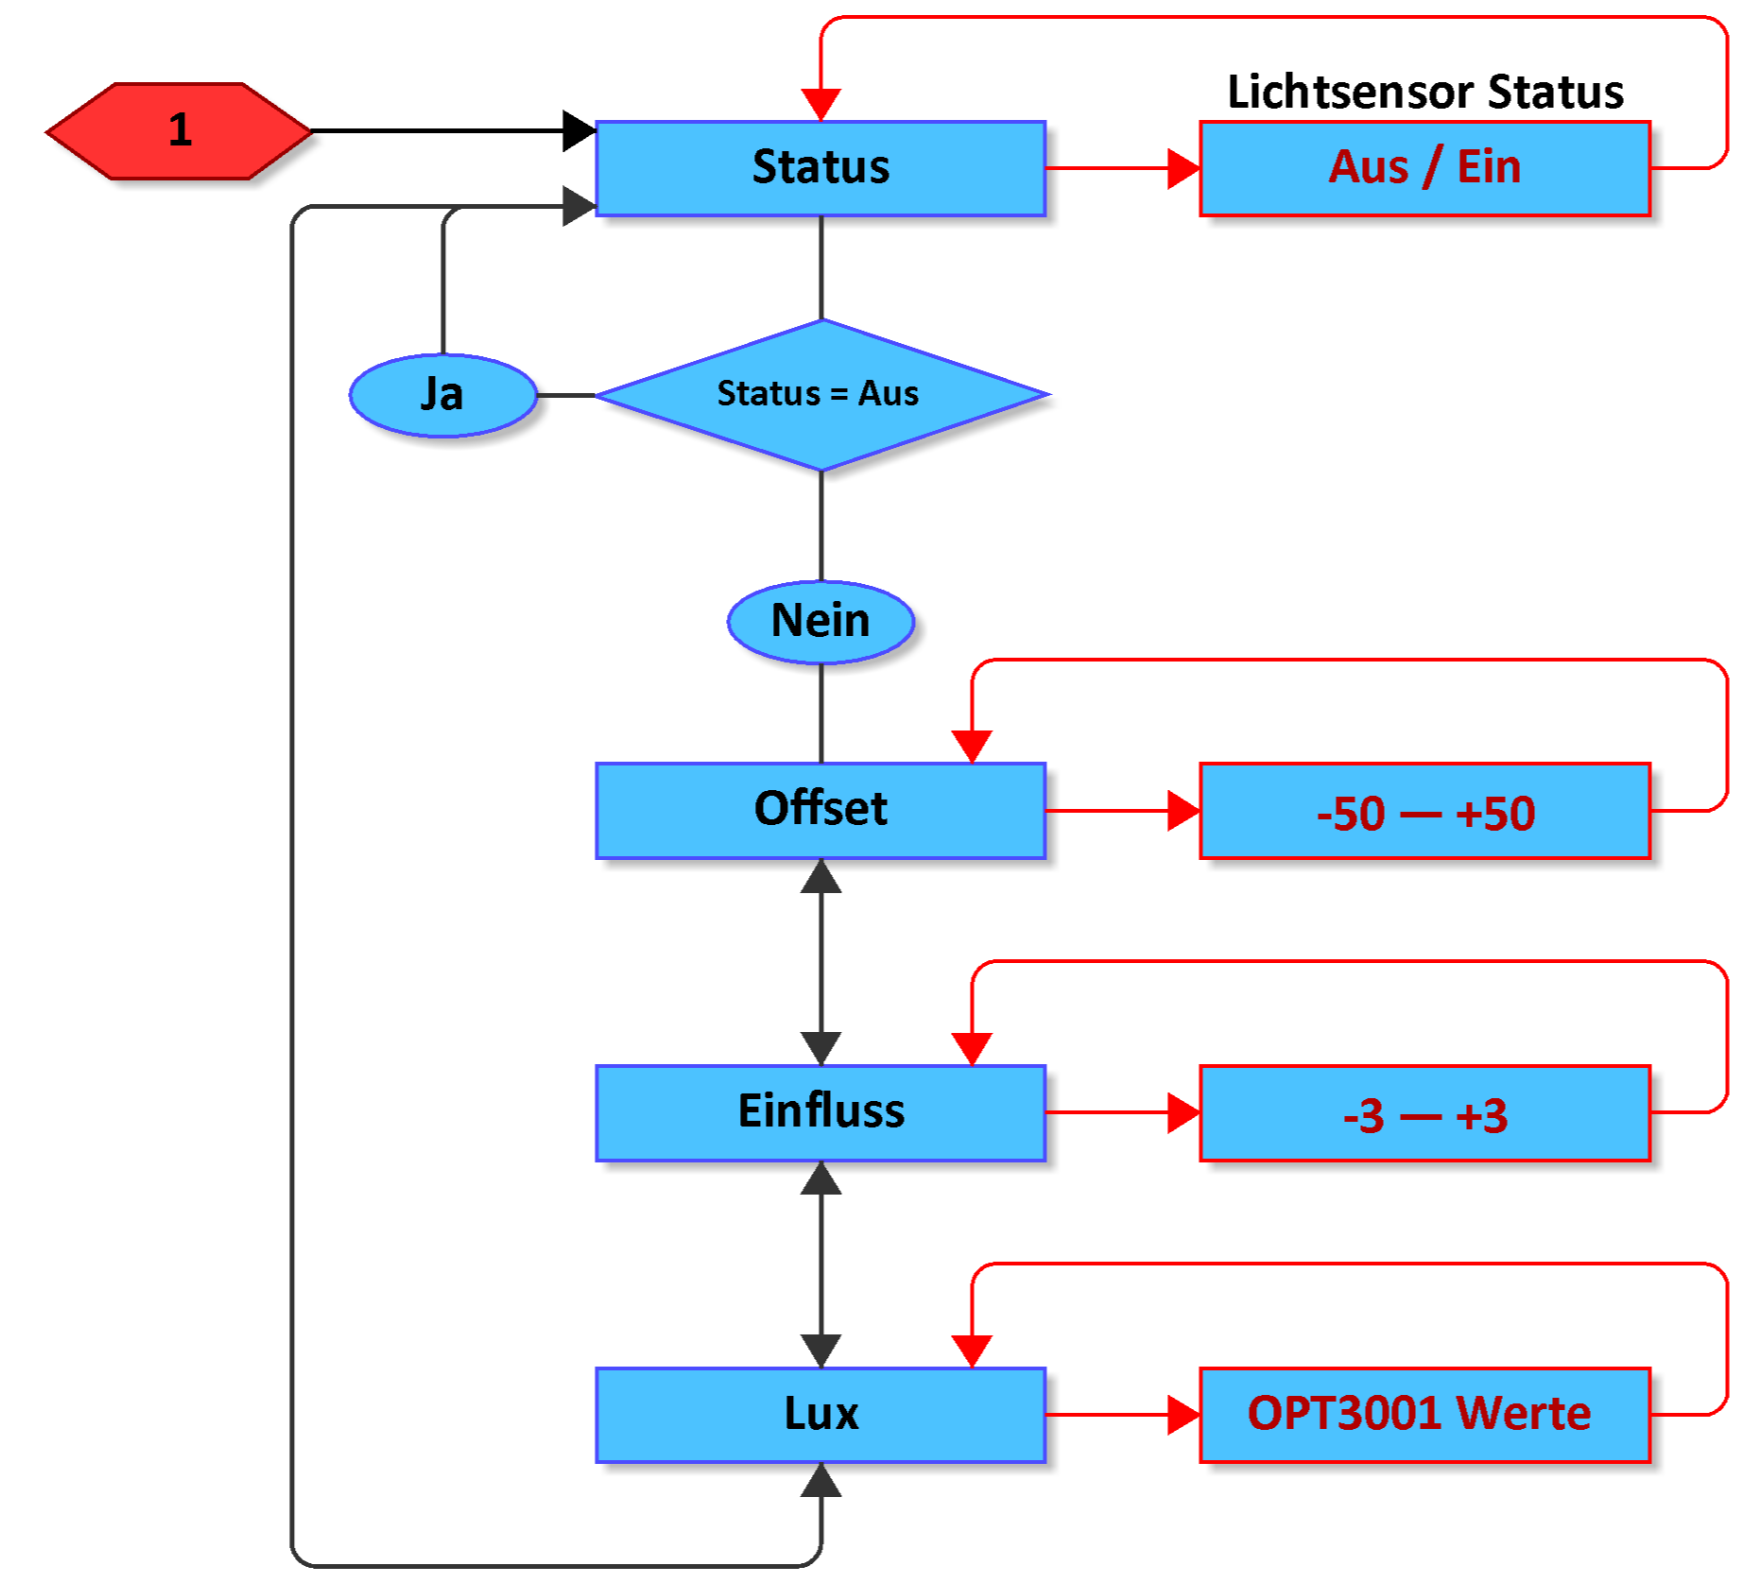 Lichtsensor Status
1
Status
Aus / Ein
Status = Aus
Ja
Nein
Offset
-50 — +50
Einfluss
-3 — +3
Lux
OPT3001 Werte